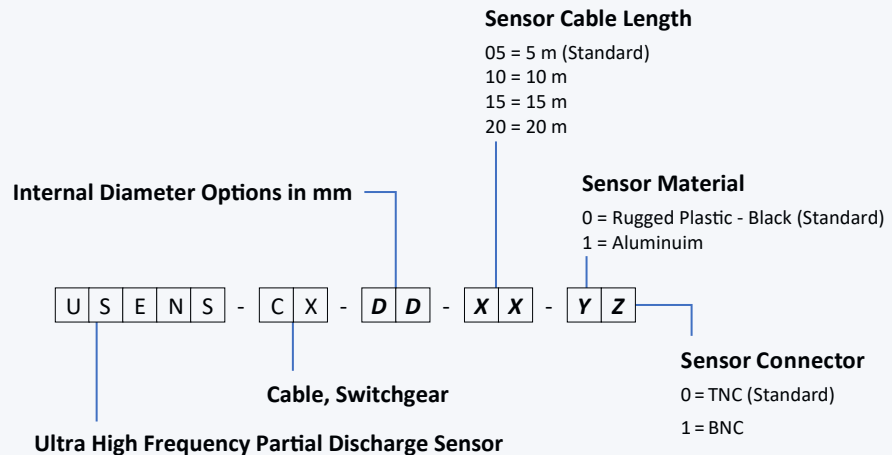 Sensor Cable Length
05 = 5 m (Standard)
10 = 10 m
15 = 15 m
20 = 20 m
Internal Diameter Options in mm
Sensor Material
0 = Rugged Plastic - Black (Standard)
1 = Aluminuim
U S E N S - C X - D D - X X - Y Z
Sensor Connector
0 = TNC (Standard)
1 = BNC
Cable, Switchgear
Ultra High Frequency Partial Discharge Sensor